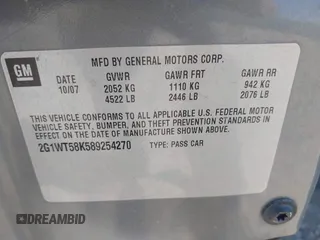 MFD BY GENERAL MOTORS CORP.
GM
DATE GVWR GAWR FRT GAWR RR
10/07 2052 KG 1110 KG 942 KG
4522 LB 2446 LB 2076 LB
THIS VEHICLE CONFORMS TO ALL APPLICABLE U.S. FEDERAL MOTOR
VEHICLE SAFETY, BUMPER, AND THEFT PREVENTION STANDARDS IN
EFFECT ON THE DATE OF MANUFACTURE SHOWN ABOVE.
2G1WT58K589254270 TYPE: PASS CAR
DREAMBID